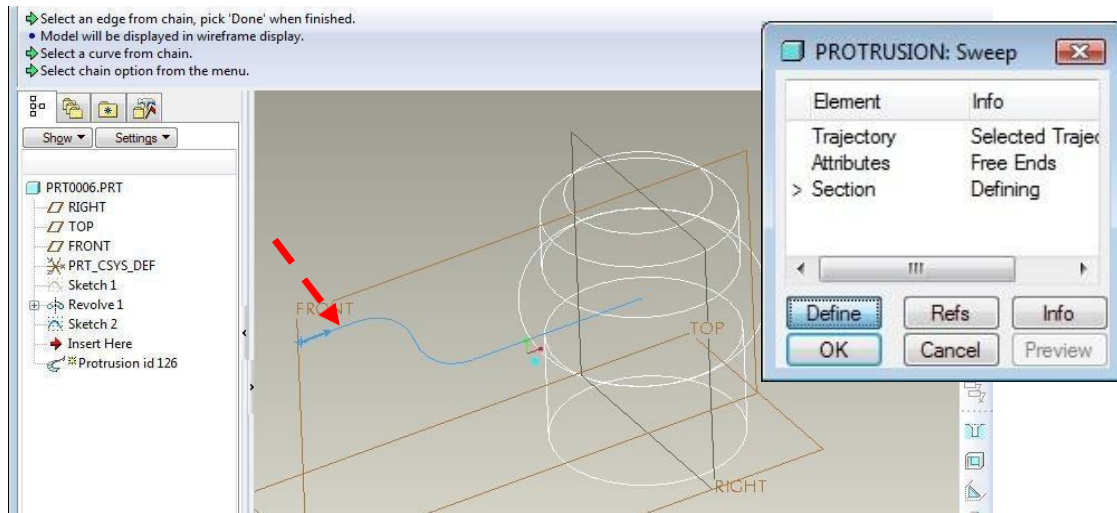 Select an edge from chain, pick 'Done' when finished.
Model will be displayed in wireframe display.
Select a curve from chain.
Select chain option from the menu.
Show
Settings
PRT0006.PRT
RIGHT
TOP
FRONT
PRT_CSYS_DEF
Sketch 1
Revolve 1
Sketch 2
Insert Here
Protrusion id 126
FRONT
TOP
RIGHT
PROTRUSION: Sweep
Element Info
Trajectory Selected Trajec
Attributes Free Ends
> Section Defining
Define Refs Info
OK Cancel Preview